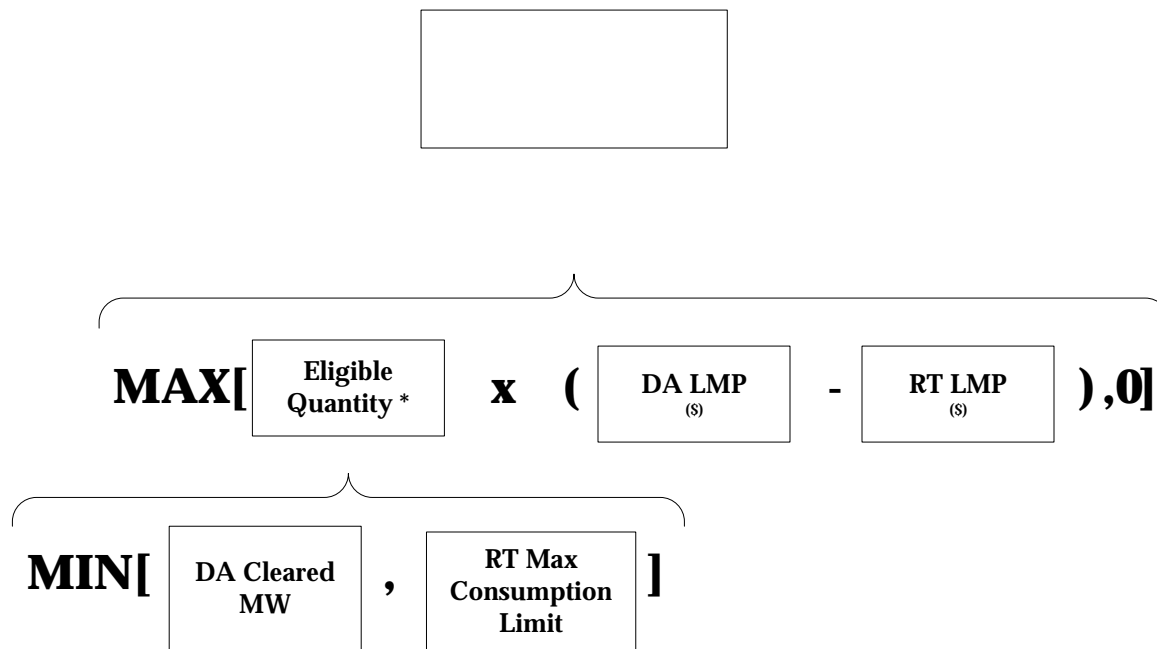 MAX[ Eligible Quantity * x ( DA LMP ($) - RT LMP ($) ) ,0]
MIN[ DA Cleared MW , RT Max Consumption Limit ]